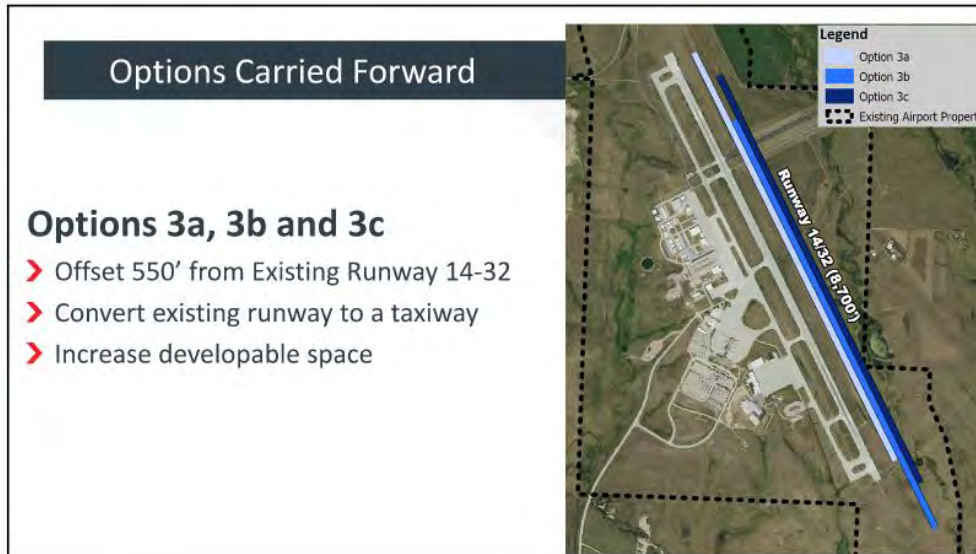 Options Carried Forward
Options 3a, 3b and 3c
Offset 550’ from Existing Runway 14-32
Convert existing runway to a taxiway
Increase developable space
Legend
Option 3a
Option 3b
Option 3c
Existing Airport Property
Runway 14/32 (8,700')